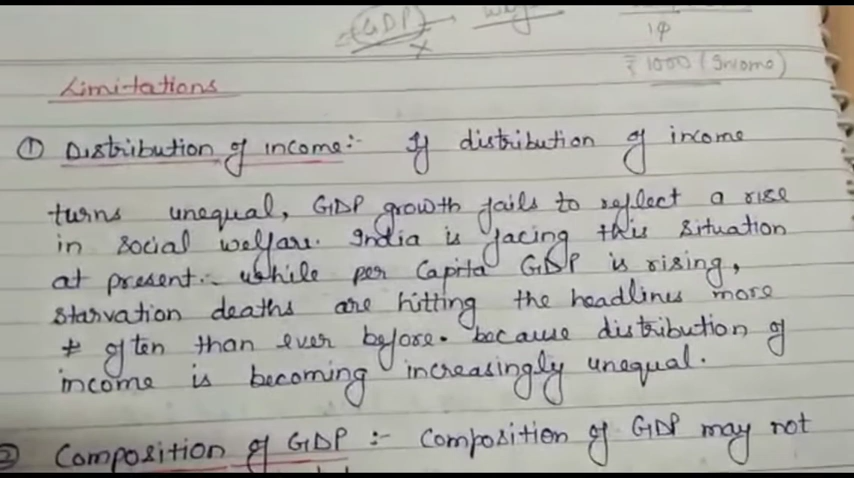 (GDP)
1φ
₹1000 (Income)
Limitations
① Distribution of income:- If distribution of income
turns unequal, GDP growth fails to reflect a rise
in social welfare. India is facing this situation
at present:- while per Capita GDP is rising,
starvation deaths are hitting the headlines more
often than ever before. because distribution of
income is becoming increasingly unequal.
② Composition of GDP :- Composition of GDP may not